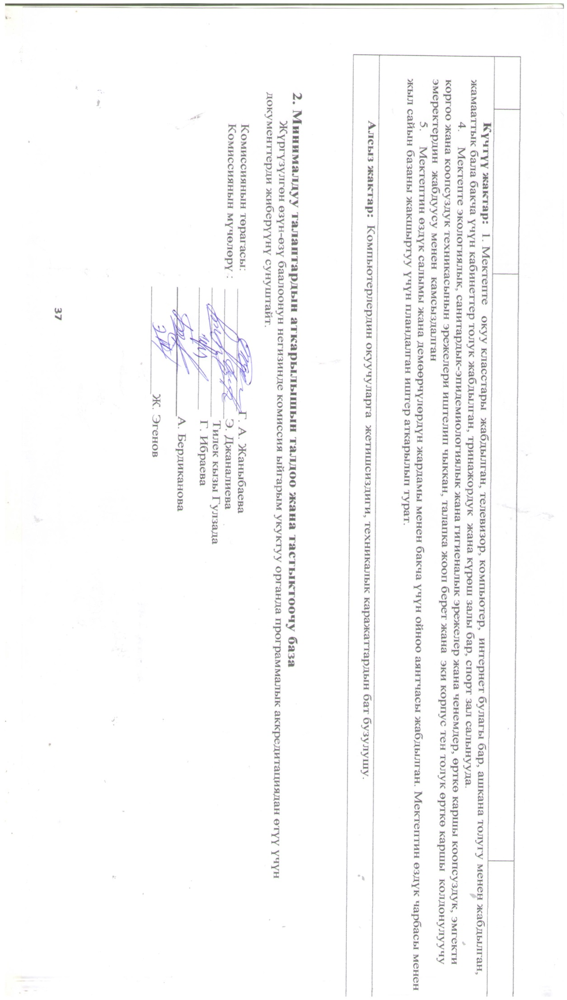 Күчтүү жактар: 1. Мектепте окуу класстары жабдылган, телевизор, компьютер, интернет булагы бар, ашкана толугу менен жабдылган,
жамааттык бала бакча үчүн кабинеттер толук жабдылган, тринажордук жана күрөш залы бар, спорт зал салынууда.
4. Мектепте экологиялык, санитардык-эпидемиологиялык жана гигиеналык эрежелер жана ченемдер, өрткө каршы коопсуздук, эмгекти
коргоо жана коопсуздук техникасынын эрежелери иштелип чыккан, талапка жооп берет жана эки корпус тен толук өрткө каршы колдонулуучу
эмеректердин жабдуусу менен камсыздалган
5. Мектептин өздүк салымы жана демөөрчүлөрдүн жардамы менен бакча үчүн ойноо аянтчасы жабдылган. Мектептин өздүк чарбасы менен
жыл сайын базаны жакшыртуу үчүн пландалган иштер аткарылып турат.
Алсыз жактар: Компьютерлердин окуучуларга жетишсиздиги, техникалык каражаттардын бат бузулушу.
2. Минималдуу талаптардын аткарылышын талдоо жана тастыктоочу база
Жүргүзүлгөн өзүн-өзү баалоонун негизинде комиссия ыйгарым укуктуу органда программалык аккредитациядан өтүү үчүн
документтерди жиберүүнү сунуштайт.
Комиссиянын төрагасы: Г. А. Жаныбаева
Комиссиянын мүчөлөрү : Э. Джаналиева
Тилек кызы Гулзада
Г. Ибраева
А. Бердиканова
Ж. Эгенов
37